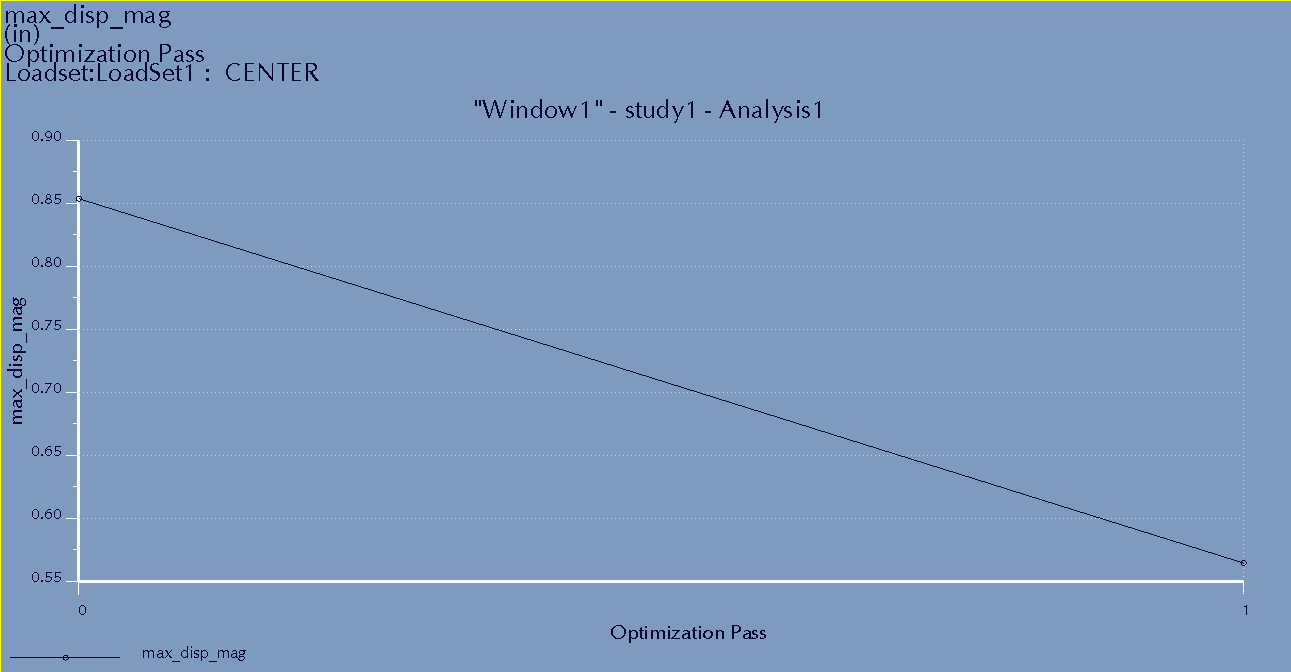 max_disp_mag
(in)
Optimization Pass
Loadset:LoadSet1 : CENTER
"Window1" - study1 - Analysis1
0.90
0.85
0.80
0.75
0.70
0.65
0.60
0.55
max_disp_mag
0
1
Optimization Pass
max_disp_mag